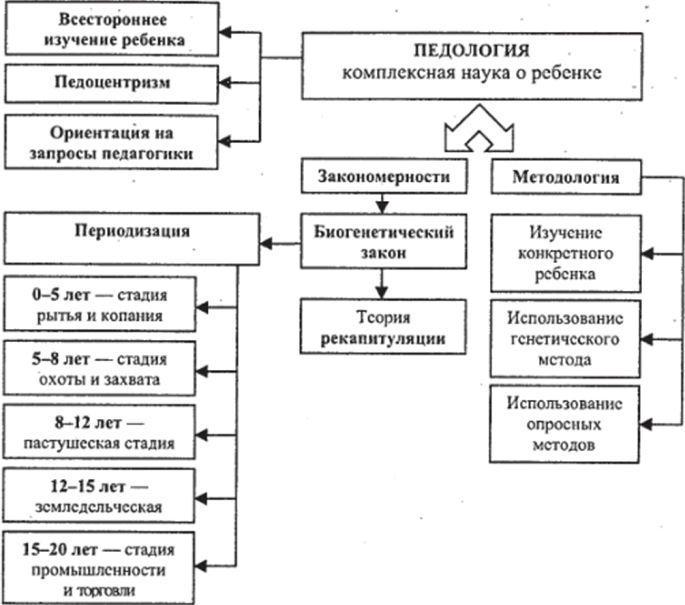 Всестороннее
изучение ребенка
Педоцентризм
Ориентация на
запросы педагогики
ПЕДОЛОГИЯ
комплексная наука о ребенке
Закономерности
Методология
Периодизация
Биогенетический
закон
Теория
рекапитуляции
Изучение
конкретного
ребенка
Использование
генетического
метода
Использование
опросных
методов
0–5 лет — стадия
рытья и копания
5–8 лет — стадия
охоты и захвата
8–12 лет —
пастушеская стадия
12–15 лет —
земледельческая
15–20 лет — стадия
промышленности
и торговли